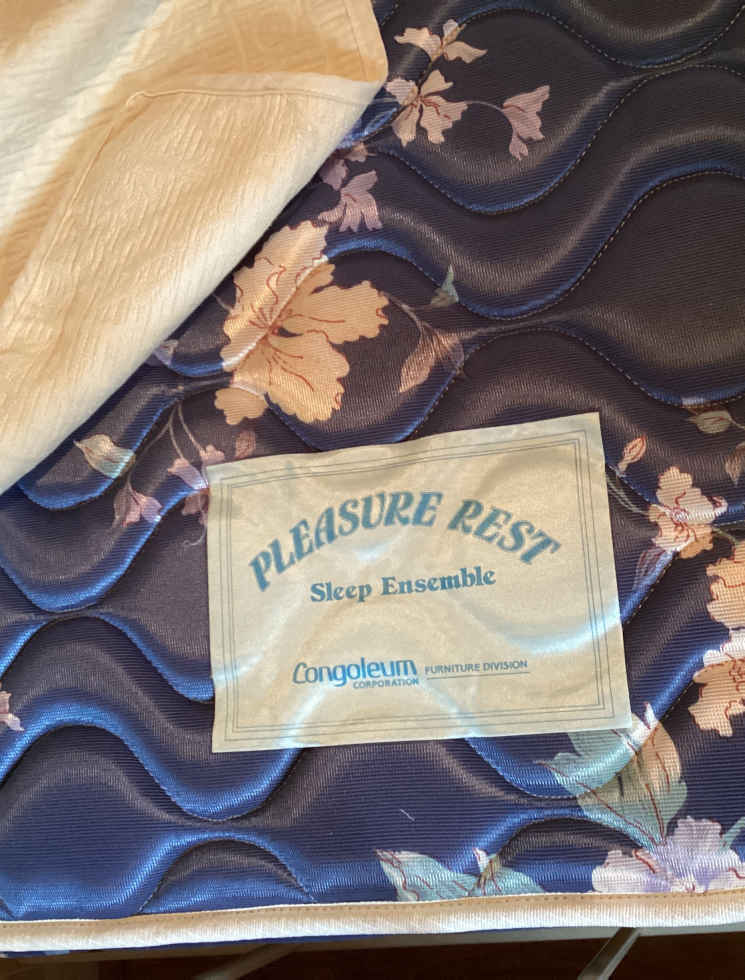 PLEASURE REST
Sleep Ensemble
Congoleum FURNITURE DIVISION
CORPORATION